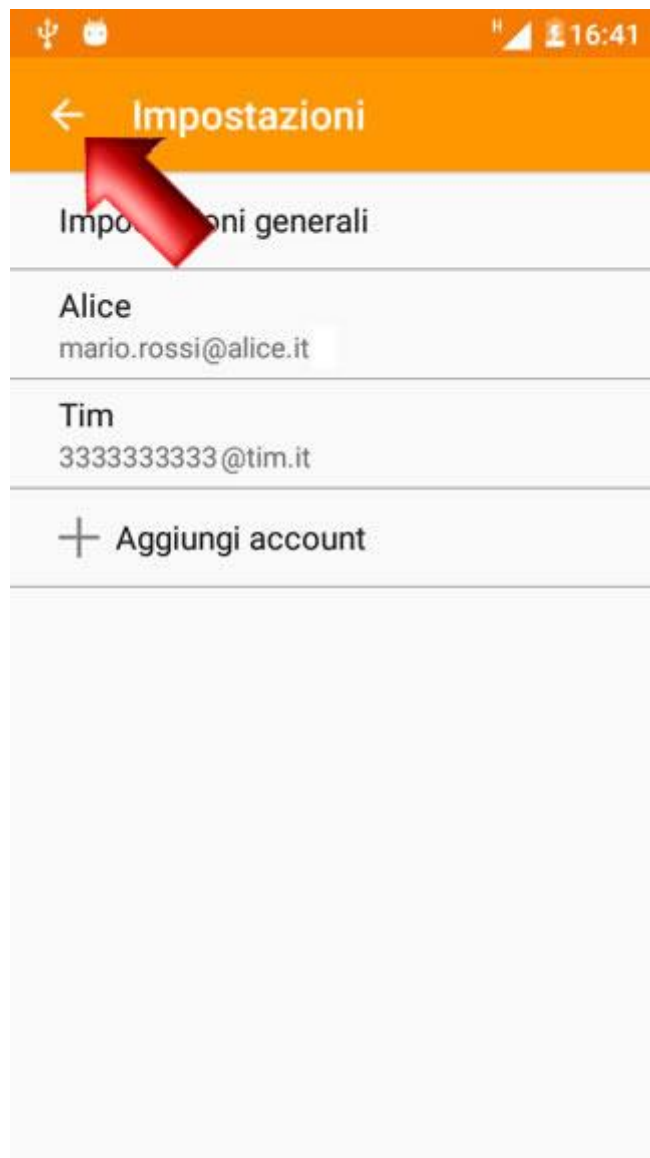 H 16:41
Impostazioni
generali
Alice
mario.rossi@alice.it
Tim
3333333333@tim.it
Aggiungi account